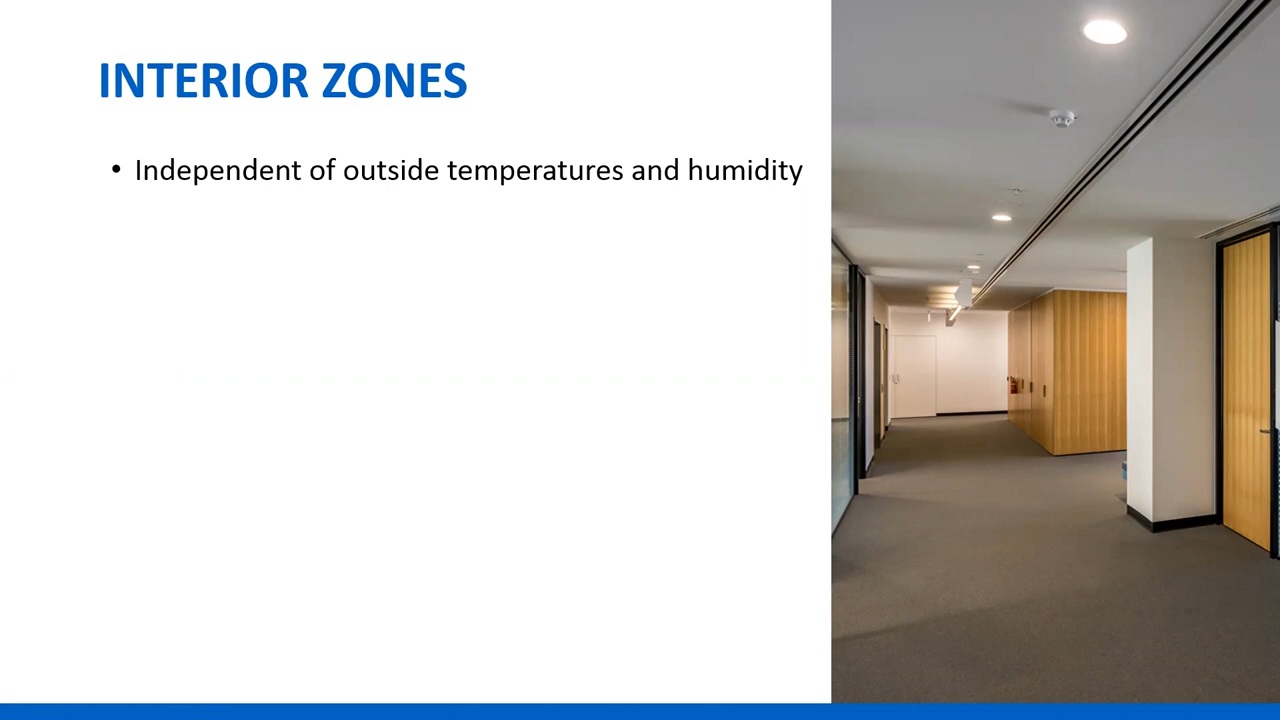 INTERIOR ZONES
• Independent of outside temperatures and humidity